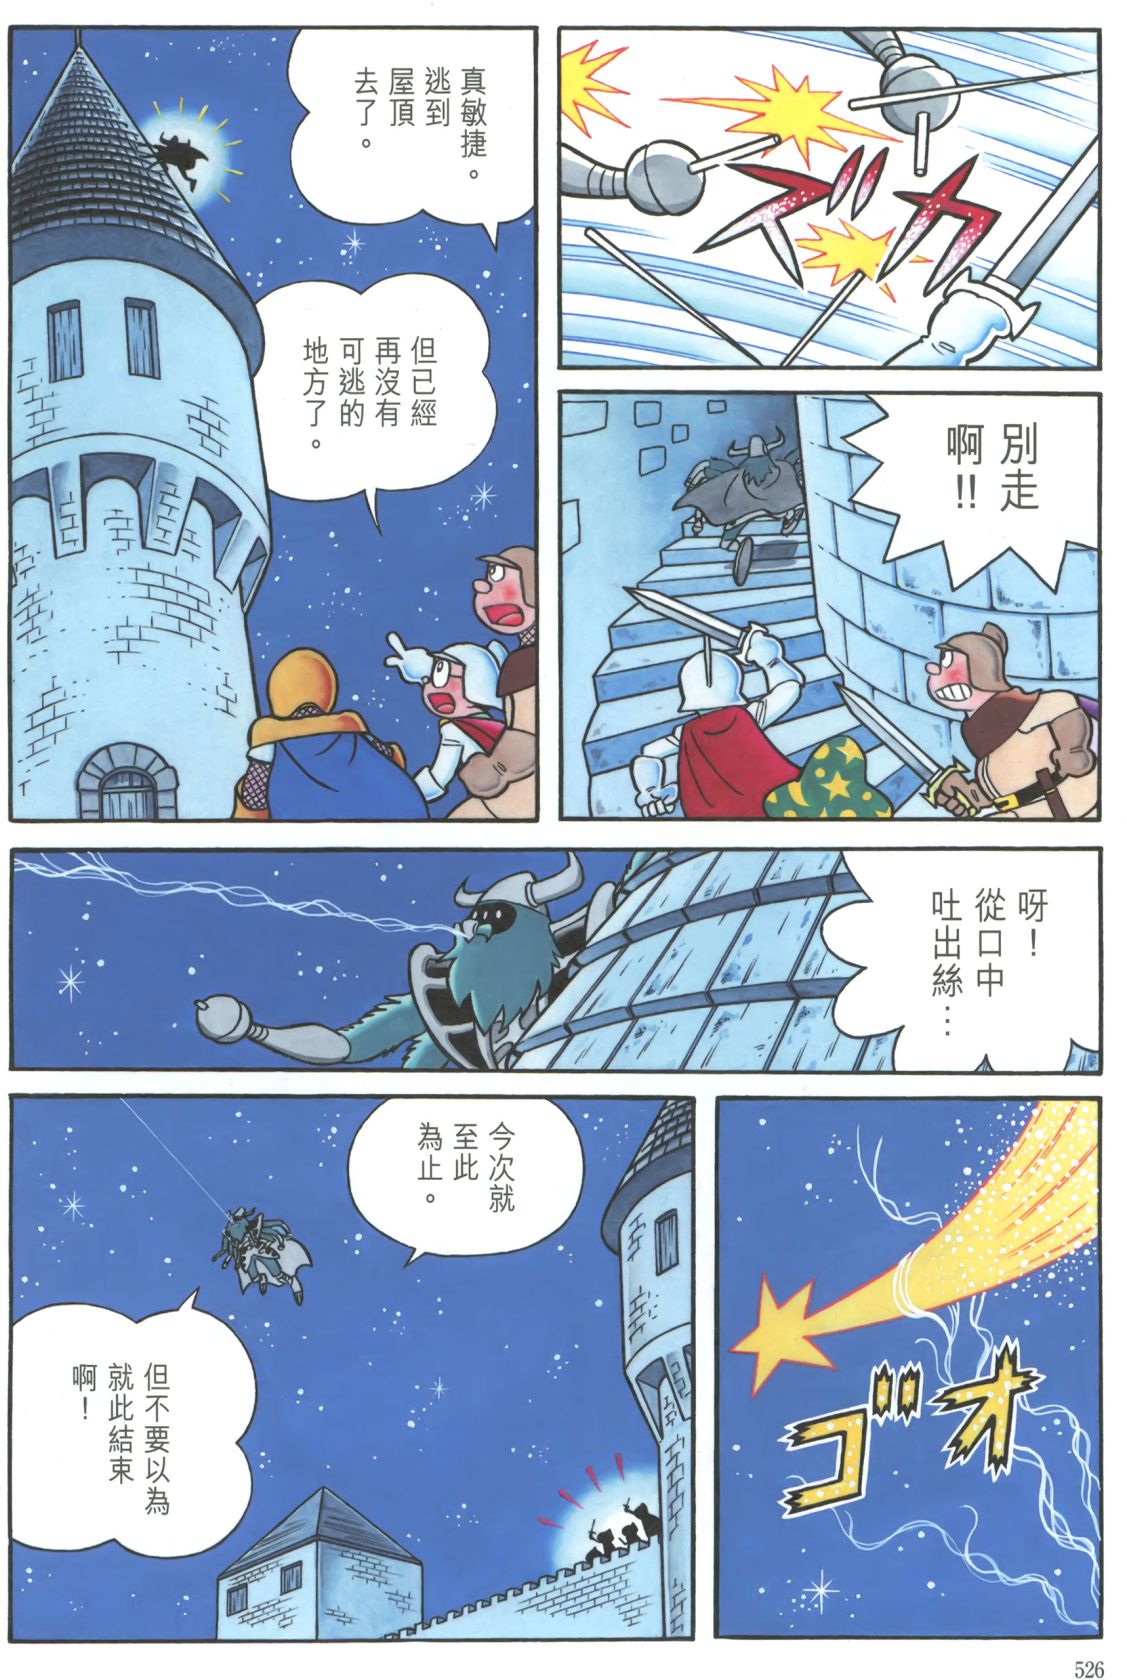 ズカ
別走
啊!!
真敏捷。
逃到
屋頂
去了。
但已經
再沒有
可逃的
地方了。
呀!
從口中
吐出絲…
ゴオ
今次就
至此
為止。
但不要以為
就此結束
啊!
526